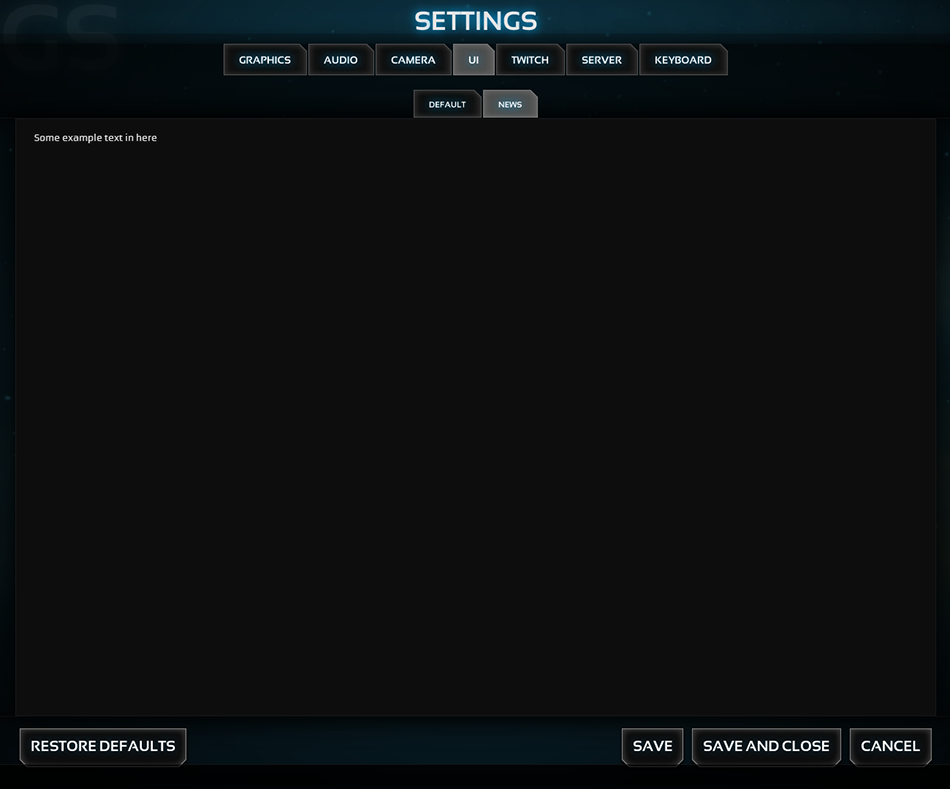 GS
SETTINGS
GRAPHICS AUDIO CAMERA UI TWITCH SERVER KEYBOARD
DEFAULT NEWS
Some example text in here
RESTORE DEFAULTS SAVE SAVE AND CLOSE CANCEL